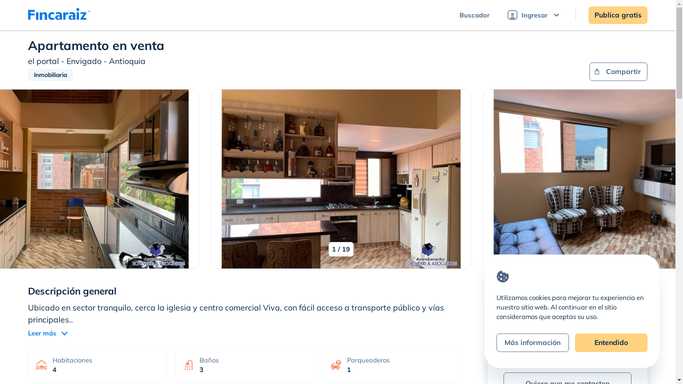 Fincaraiz
Buscador
Ingresar
Publica gratis
Apartamento en venta
el portal - Envigado - Antioquia
Inmobiliaria
Compartir
1 / 19
Descripción general
Ubicado en sector tranquilo, cerca la iglesia y centro comercial Viva, con fácil acceso a transporte público y vías
principales..
Leer más
Habitaciones
4
Baños
3
Parqueaderos
1
Utilizamos cookies para mejorar tu experiencia en
nuestro sitio web. Al continuar en el sitio
consideramos que aceptas su uso.
Más información
Entendido
Quiero que me contacten